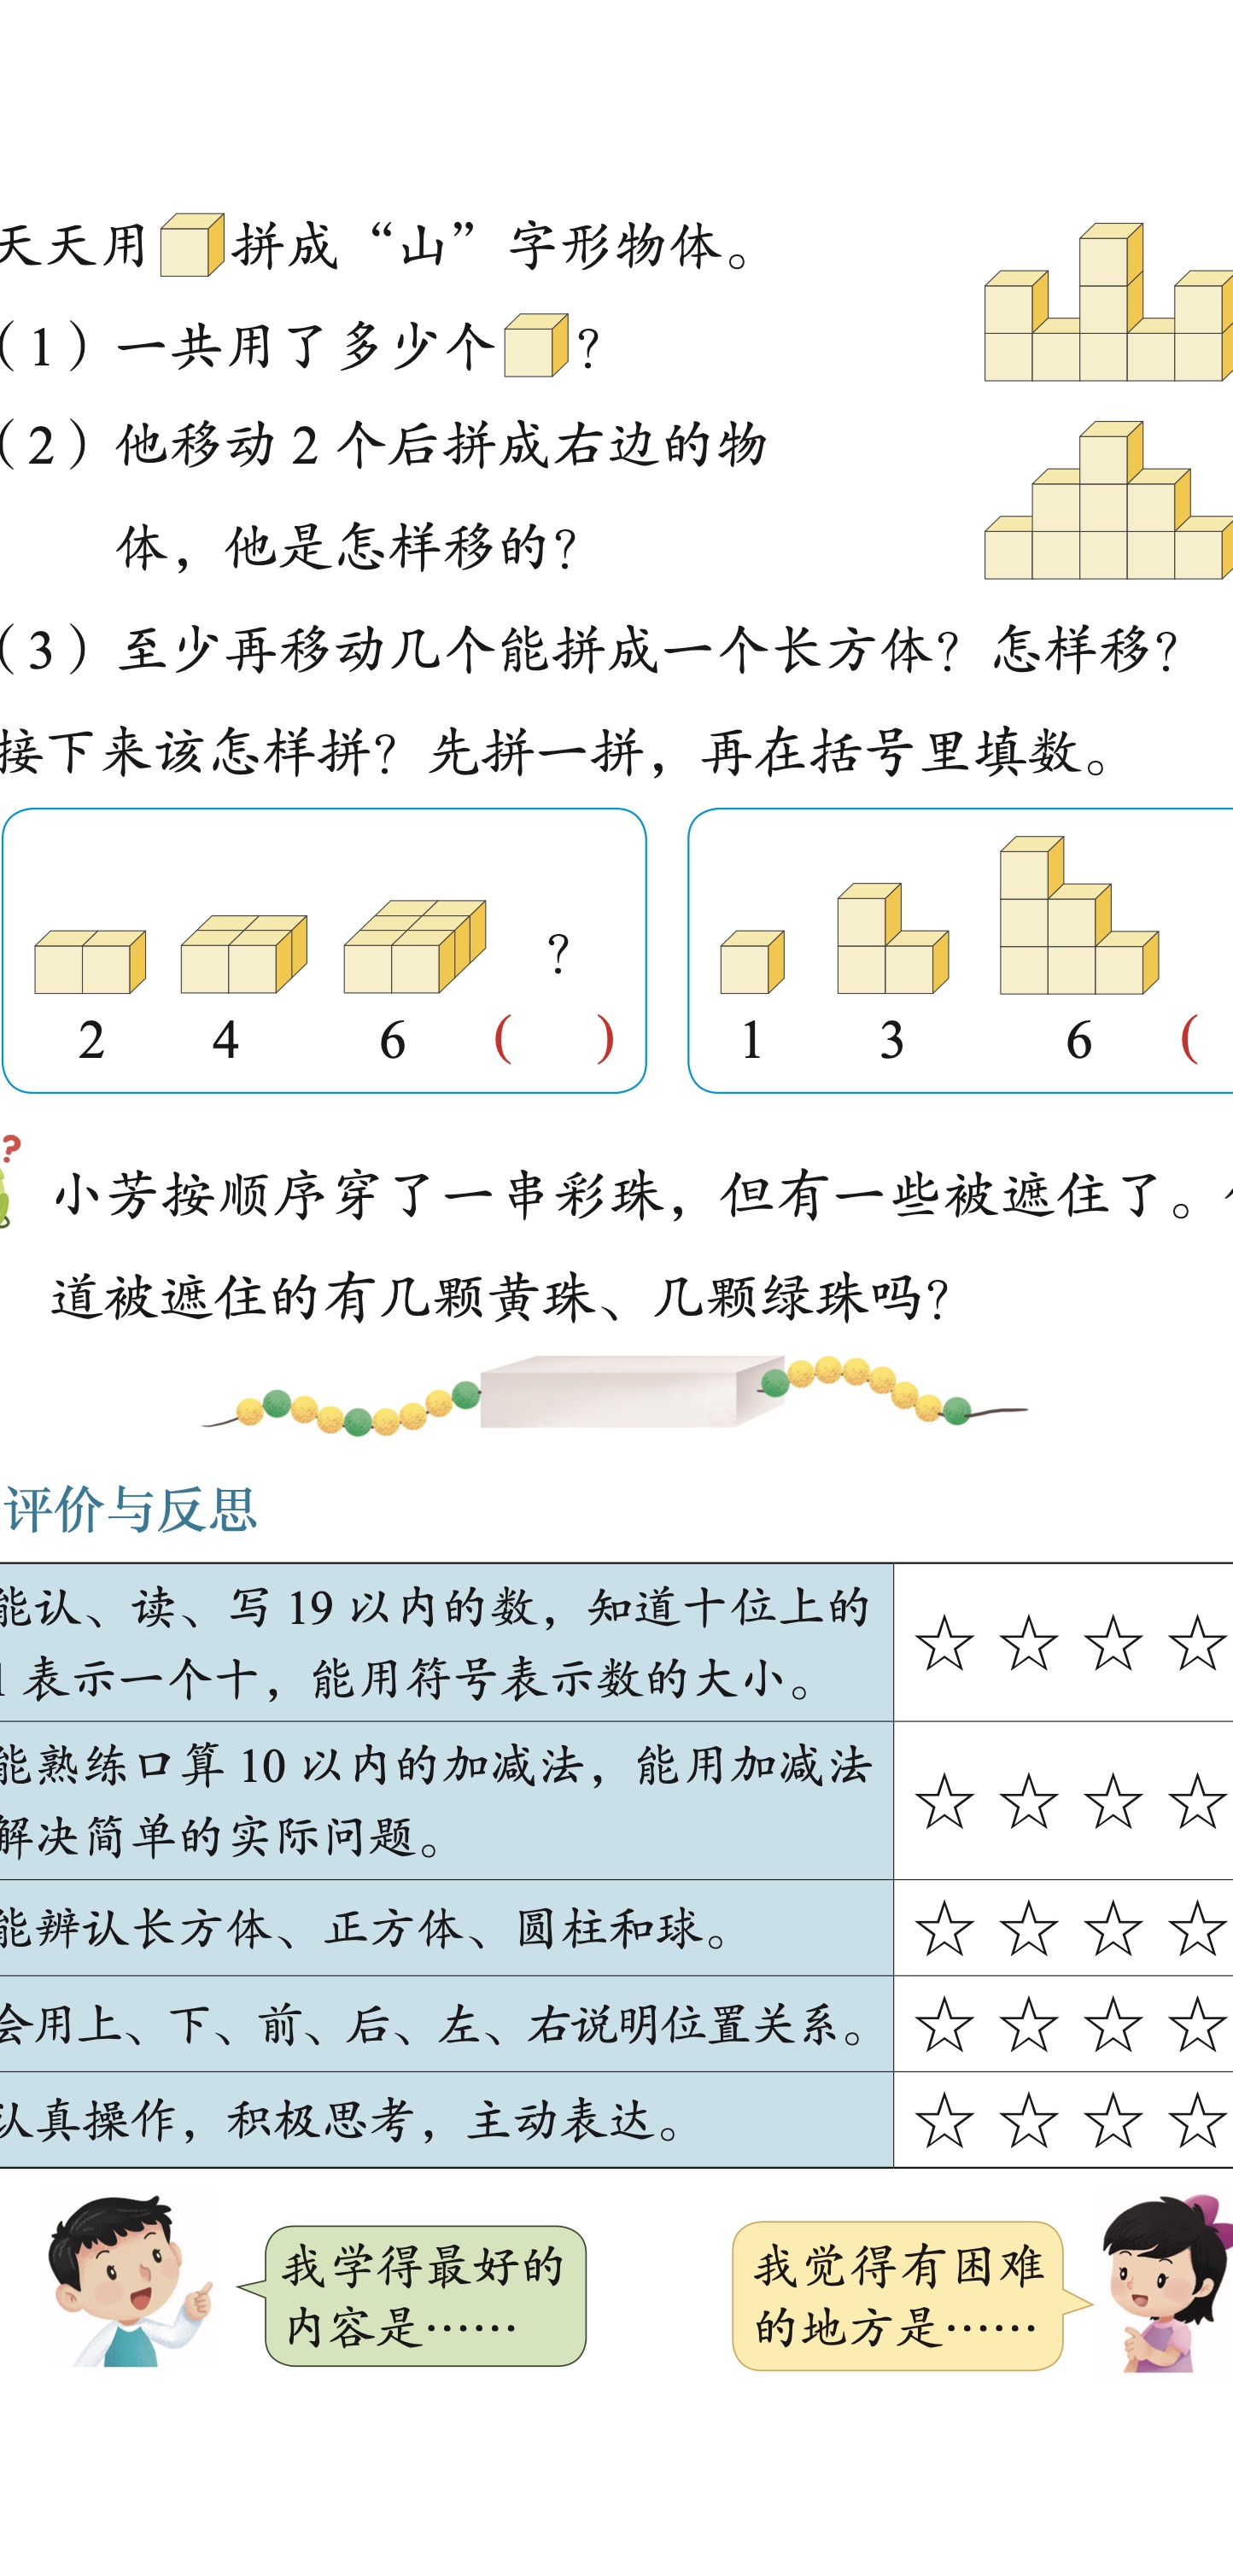 天天用拼成“山”字形物体。
（1）一共用了多少个？
（2）他移动2个后拼成右边的物
体，他是怎样移的？
（3）至少再移动几个能拼成一个长方体？怎样移？
接下来该怎样拼？先拼一拼，再在括号里填数。
?
2 4 6 ( )
1 3 6 (
?
小芳按顺序穿了一串彩珠，但有一些被遮住了。
道被遮住的有几颗黄珠、几颗绿珠吗？
评价与反思
能认、读、写19以内的数，知道十位上的
1表示一个十，能用符号表示数的大小。
能熟练口算10以内的加减法，能用加减法
解决简单的实际问题。
能辨认长方体、正方体、圆柱和球。
会用上、下、前、后、左、右说明位置关系。
认真操作，积极思考，主动表达。
我学得最好的
内容是……
我觉得有困难
的地方是……